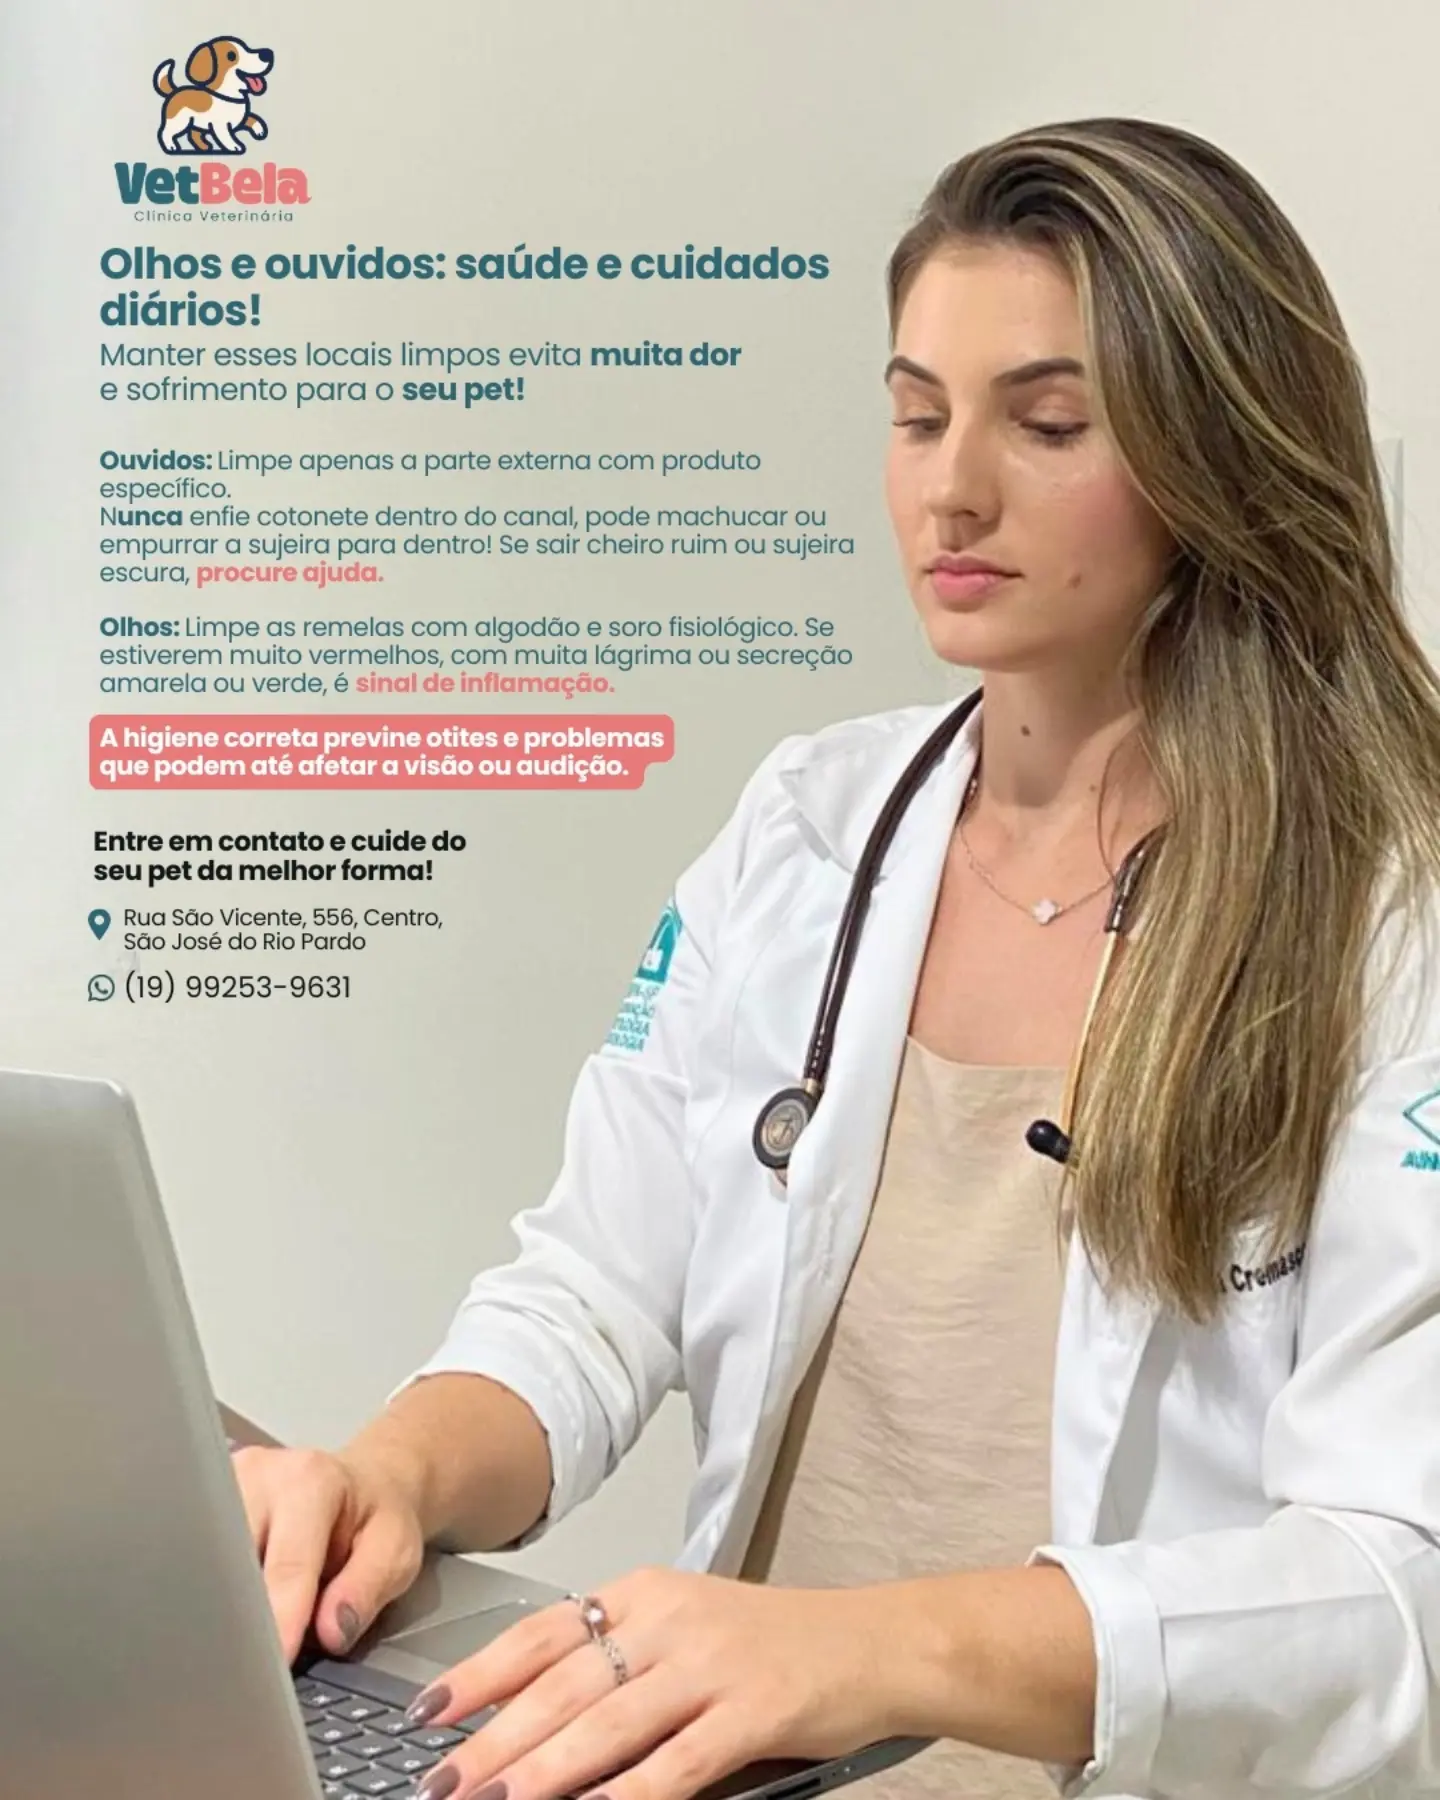 VetBela
Clínica Veterinária
Olhos e ouvidos: saúde e cuidados
diários!
Manter esses locais limpos evita muita dor
e sofrimento para o seu pet!
Ouvidos: Limpe apenas a parte externa com produto
específico.
Nunca enfie cotonete dentro do canal, pode machucar ou
empurrar a sujeira para dentro! Se sair cheiro ruim ou sujeira
escura, procure ajuda.
Olhos: Limpe as remelas com algodão e soro fisiológico. Se
estiverem muito vermelhos, com muita lágrima ou secreção
amarela ou verde, é sinal de inflamação.
A higiene correta previne otites e problemas
que podem até afetar a visão ou audição.
Entre em contato e cuide do
seu pet da melhor forma!
Rua São Vicente, 556, Centro,
São José do Rio Pardo
(19) 99253-9631